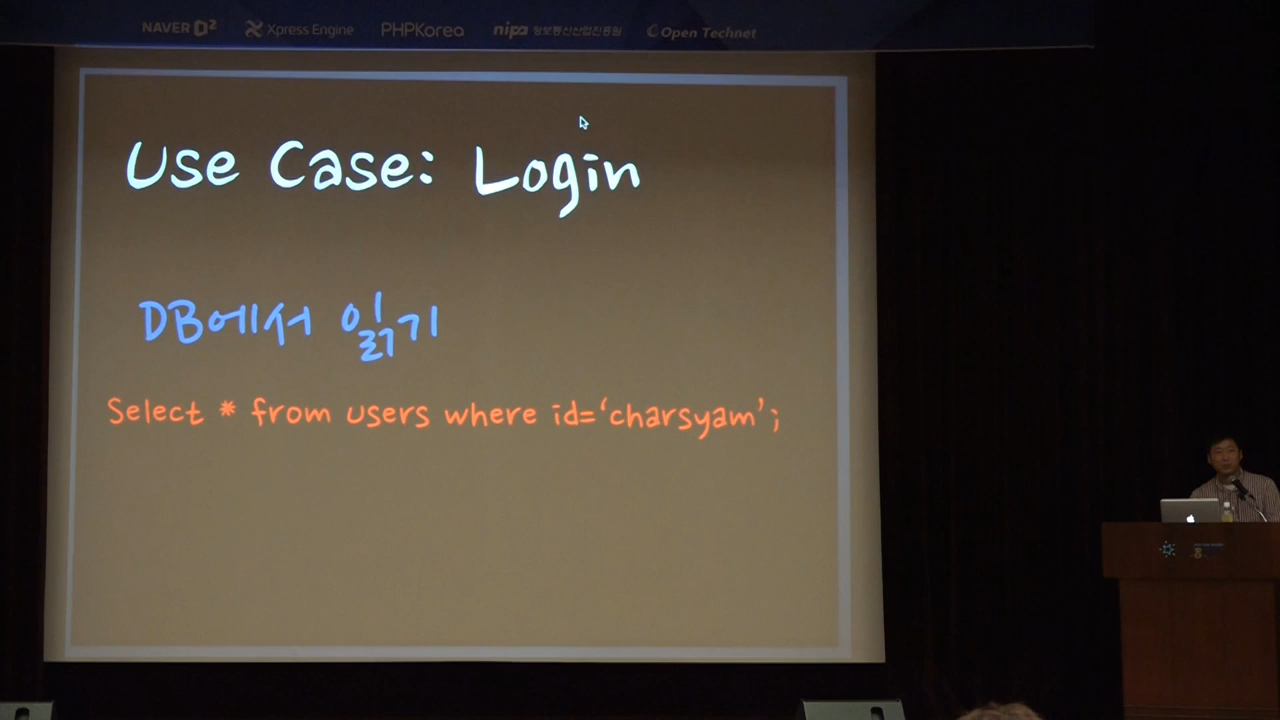 NAVER D2 Xpress Engine PHPKorea nipa 정보통신산업진흥원 Open Technet
Use Case: Login
DB에서 읽기
Select * from users where id=‘charsyam’;